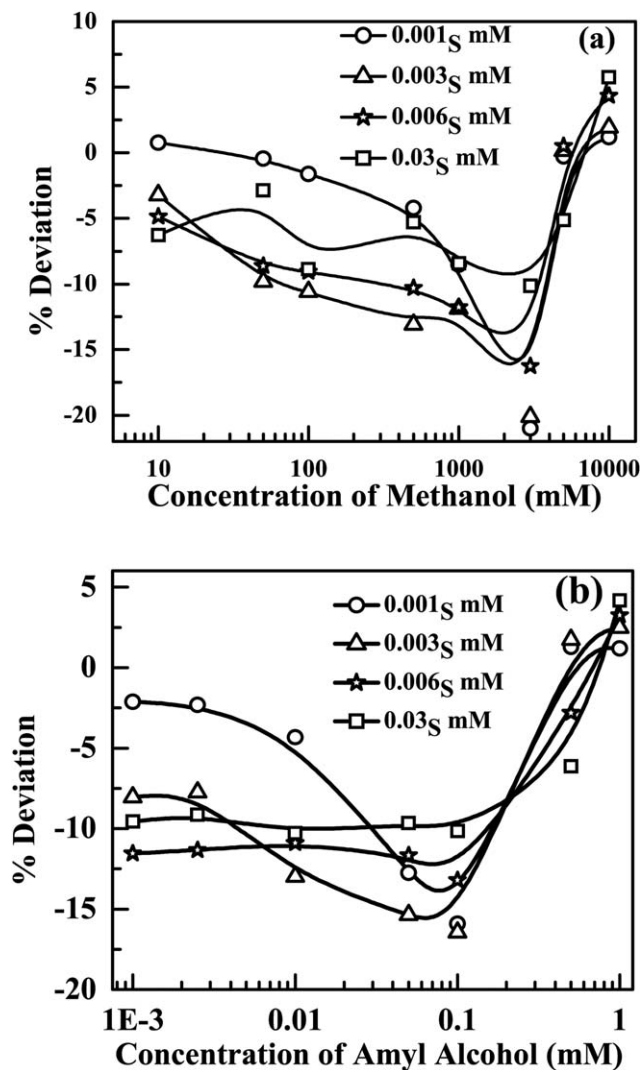 (a)
0.001S mM
0.003S mM
0.006S mM
0.03S mM
10
5
0
-5
-10
-15
-20
% Deviation
10 100 1000 10000
Concentration of Methanol (mM)
(b)
0.001S mM
0.003S mM
0.006S mM
0.03S mM
5
0
-5
-10
-15
-20
% Deviation
1E-3 0.01 0.1 1
Concentration of Amyl Alcohol (mM)